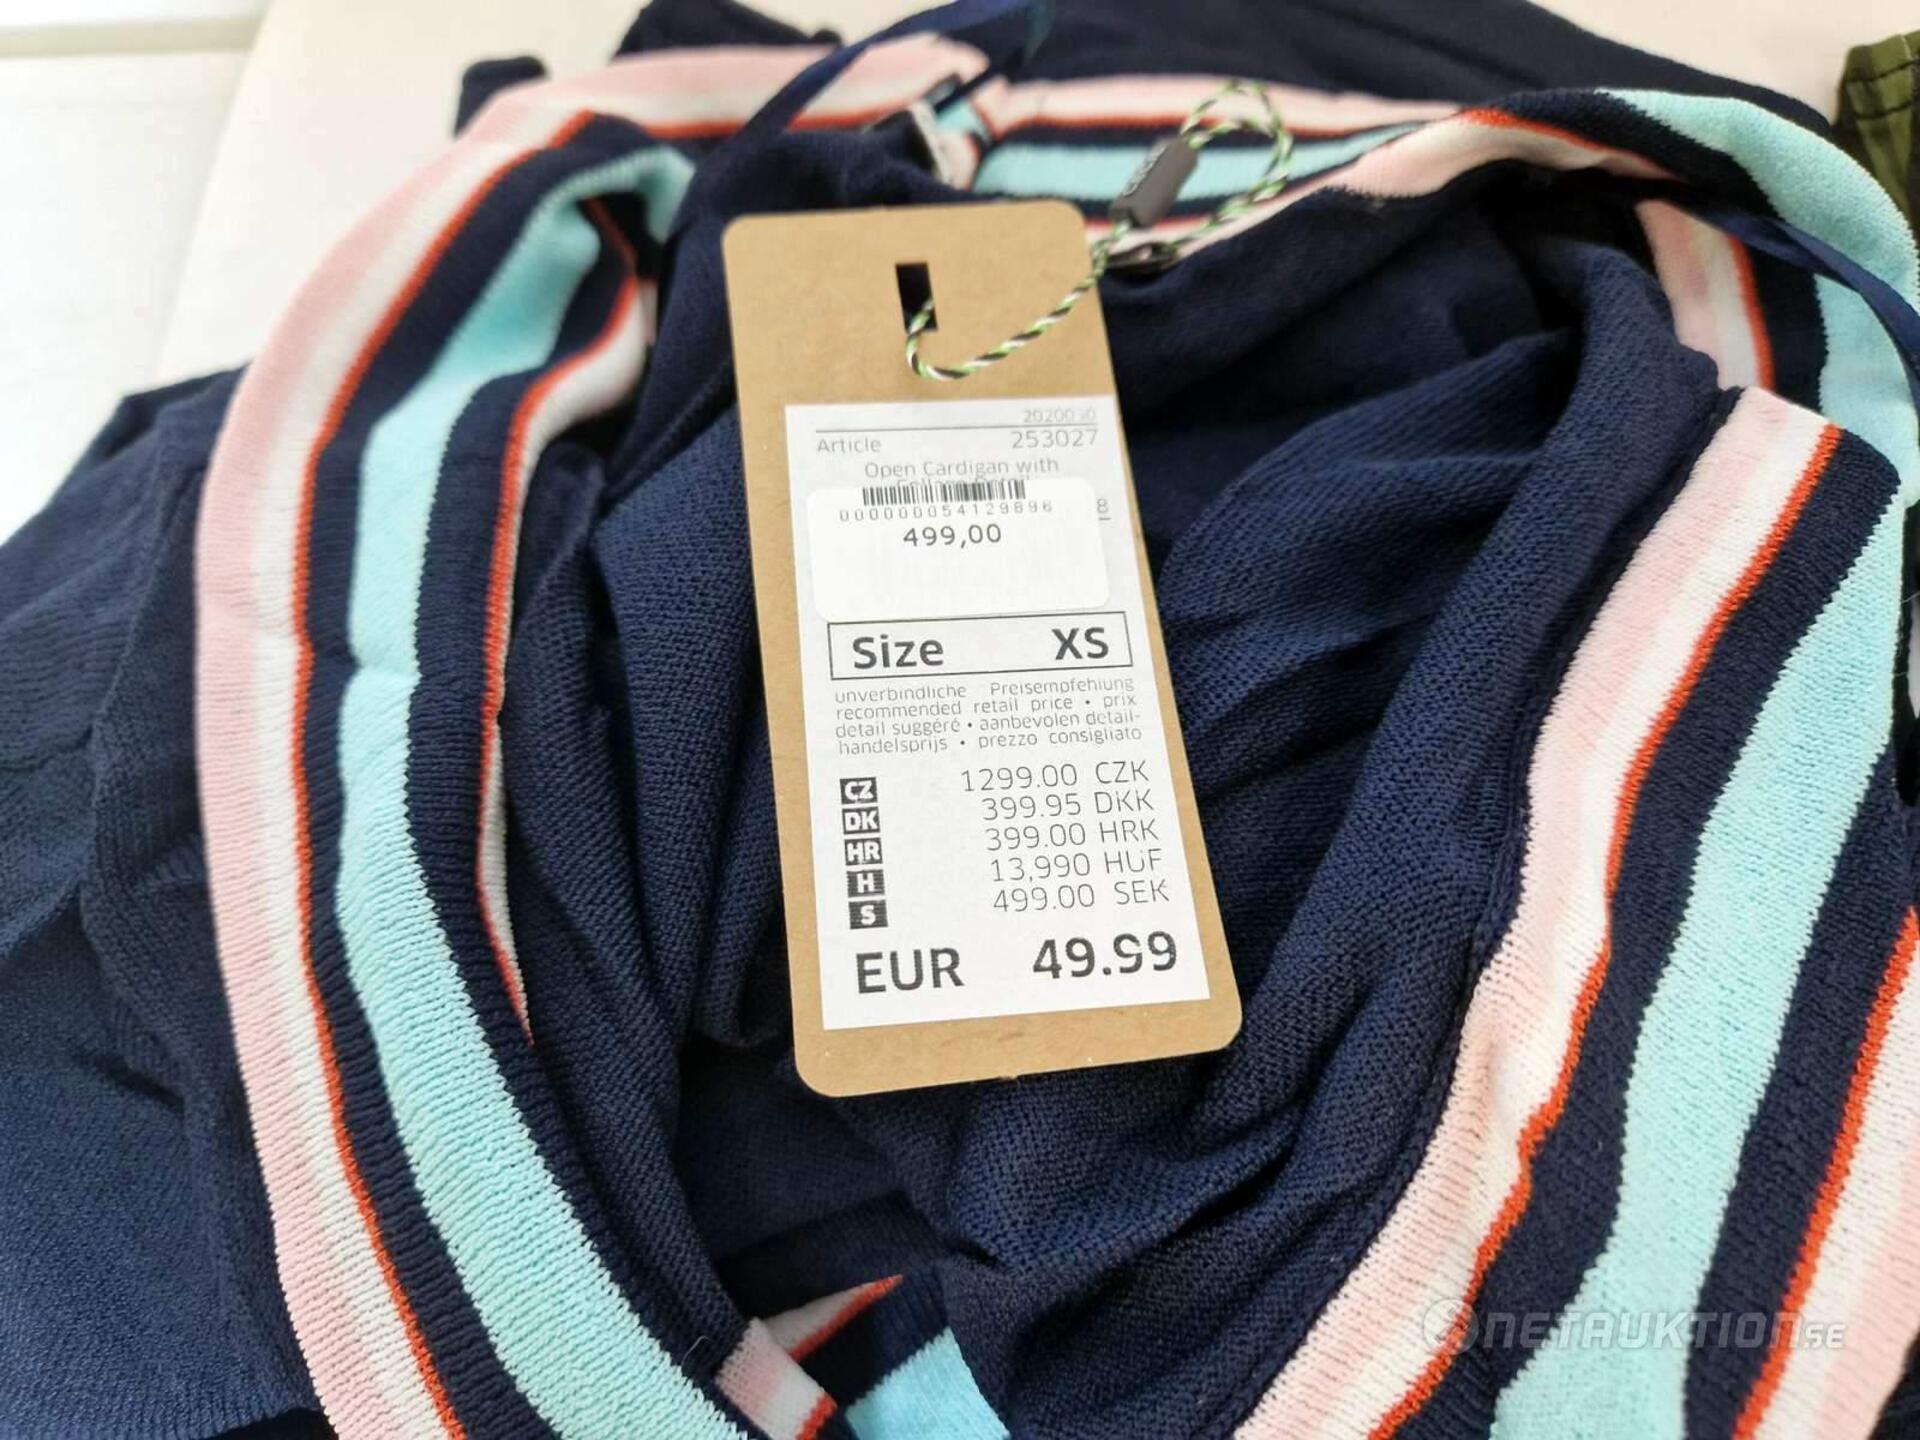 Article 253027
Open Cardigan with
0000000054129896
8
499,00
Size XS
unverbindliche Preisempfehlung
recommended retail price • prix
detail suggéré • aanbevolen detail-
handelsprijs • prezzo consigliato
CZ 1299.00 CZK
DK 399.95 DKK
HR 399.00 HRK
H 13,990 HUF
S 499.00 SEK
EUR 49.99
NETAUKTION.SE